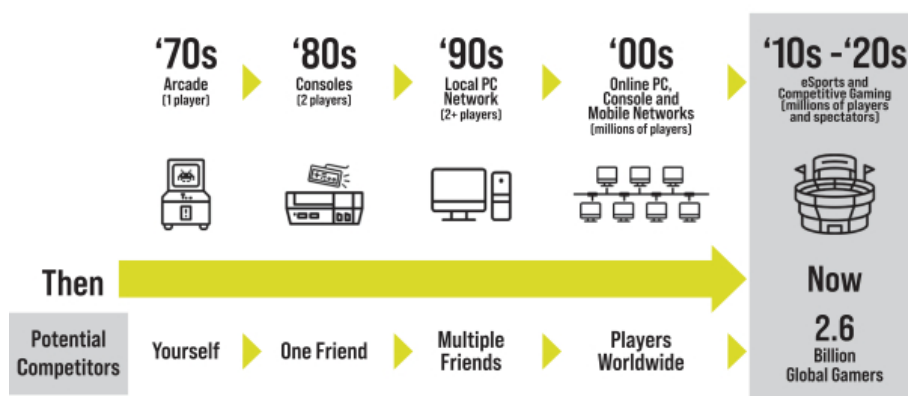 ‘70s
Arcade
(1 player)
‘80s
Consoles
(2 players)
‘90s
Local PC
Network
(2+ players)
‘00s
Online PC,
Console and
Mobile Networks
(millions of players)
‘10s -‘20s
eSports and
Competitive Gaming
(millions of players
and spectators)
Then
Now
Potential
Competitors
Yourself
One Friend
Multiple
Friends
Players
Worldwide
2.6
Billion
Global Gamers